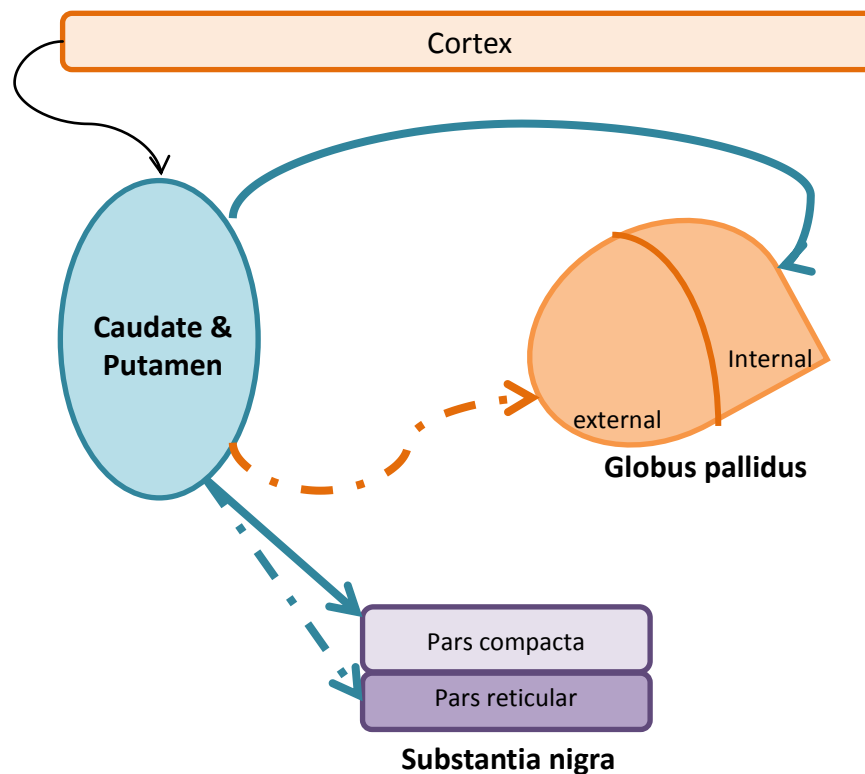 Cortex
Caudate &
Putamen
Internal
external
Globus pallidus
Pars compacta
Pars reticular
Substantia nigra